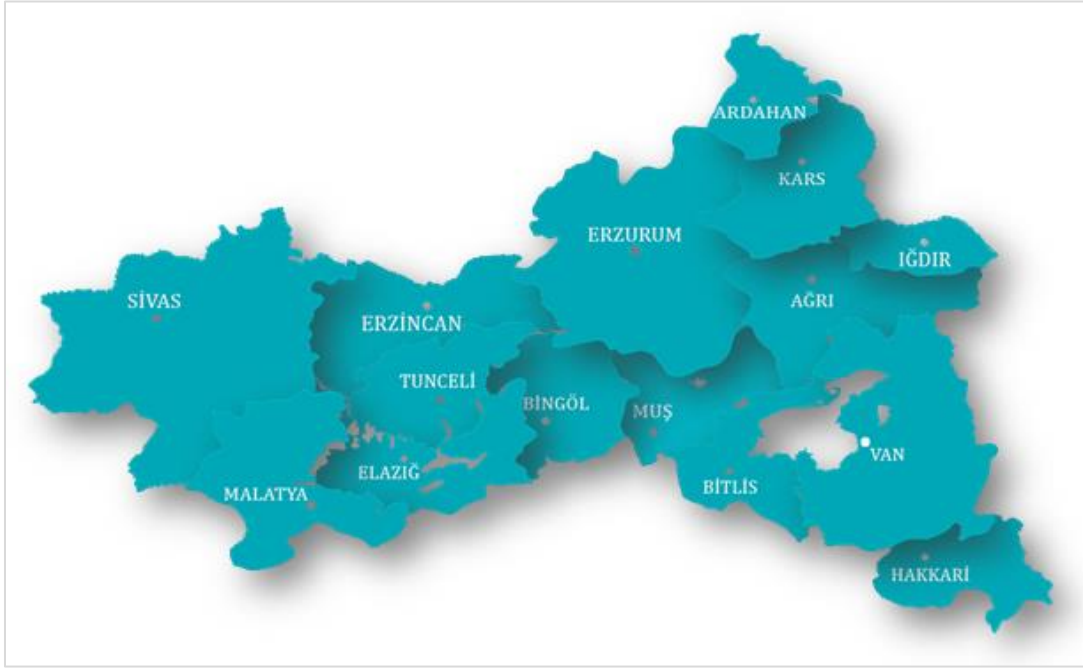 ARDAHAN
KARS
ERZURUM
IĞDIR
SİVAS
AĞRI
ERZİNCAN
TUNCELİ
BİNGÖL
MUŞ
VAN
ELAZIĞ
BİTLİS
MALATYA
HAKKARİ